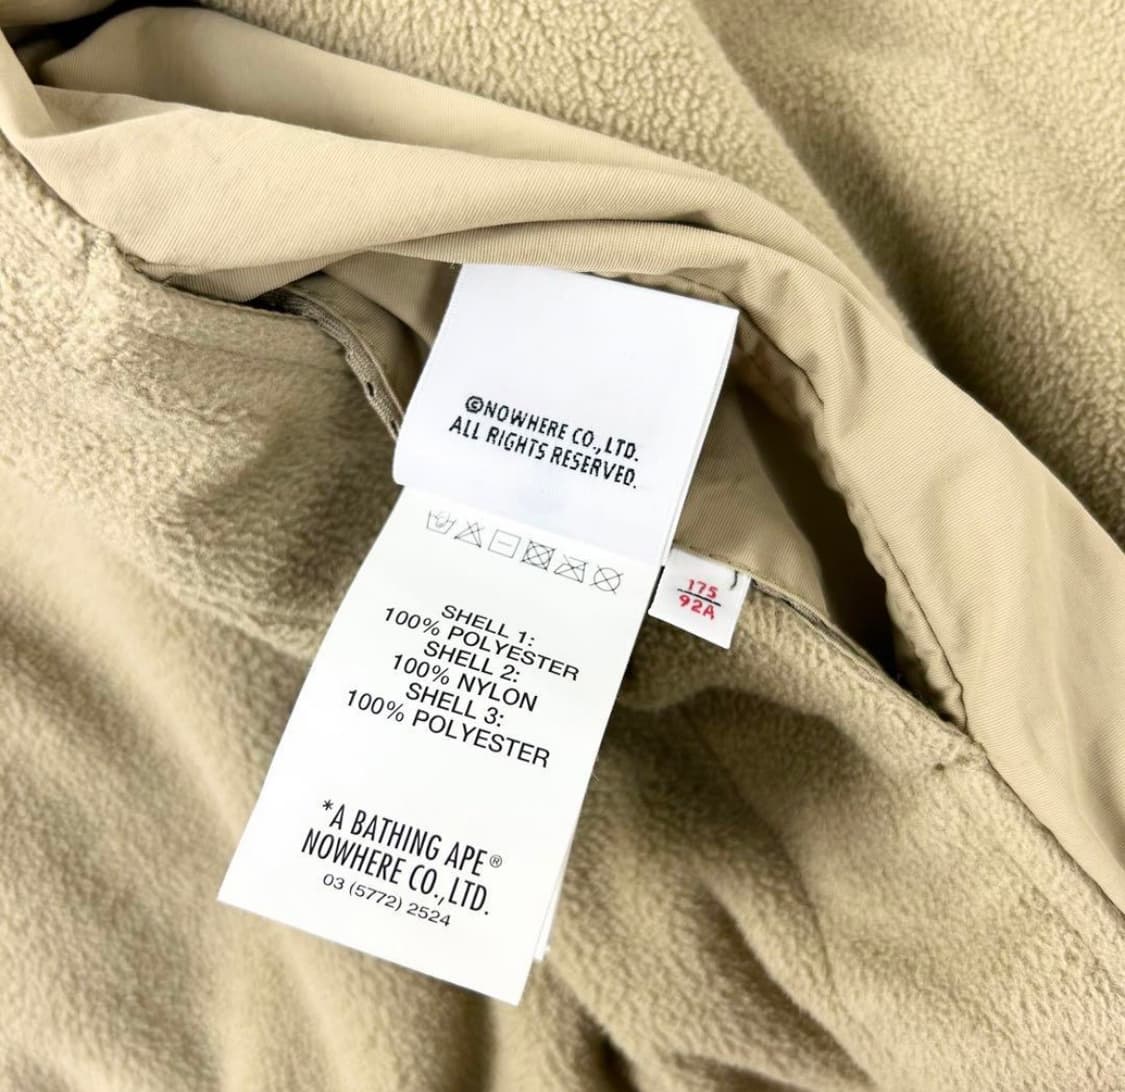 ©NOWHERE CO.,LTD.
ALL RIGHTS RESERVED.
175
92A
SHELL 1:
100% POLYESTER
SHELL 2:
100% NYLON
SHELL 3:
100% POLYESTER
*A BATHING APE®
NOWHERE CO.,LTD.
03 (5772) 2524